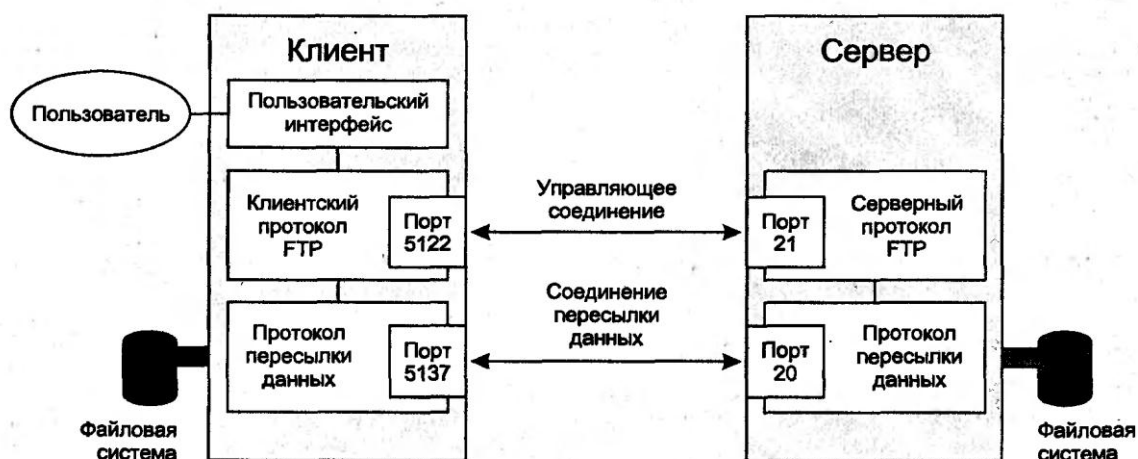 Клиент
Сервер
Пользователь
Пользовательский
интерфейс
Клиентский
протокол
FTP
Порт
5122
Управляющее
соединение
Порт
21
Серверный
протокол
FTP
Протокол
пересылки
данных
Порт
5137
Соединение
пересылки
данных
Порт
20
Протокол
пересылки
данных
Файловая
система
Файловая
система